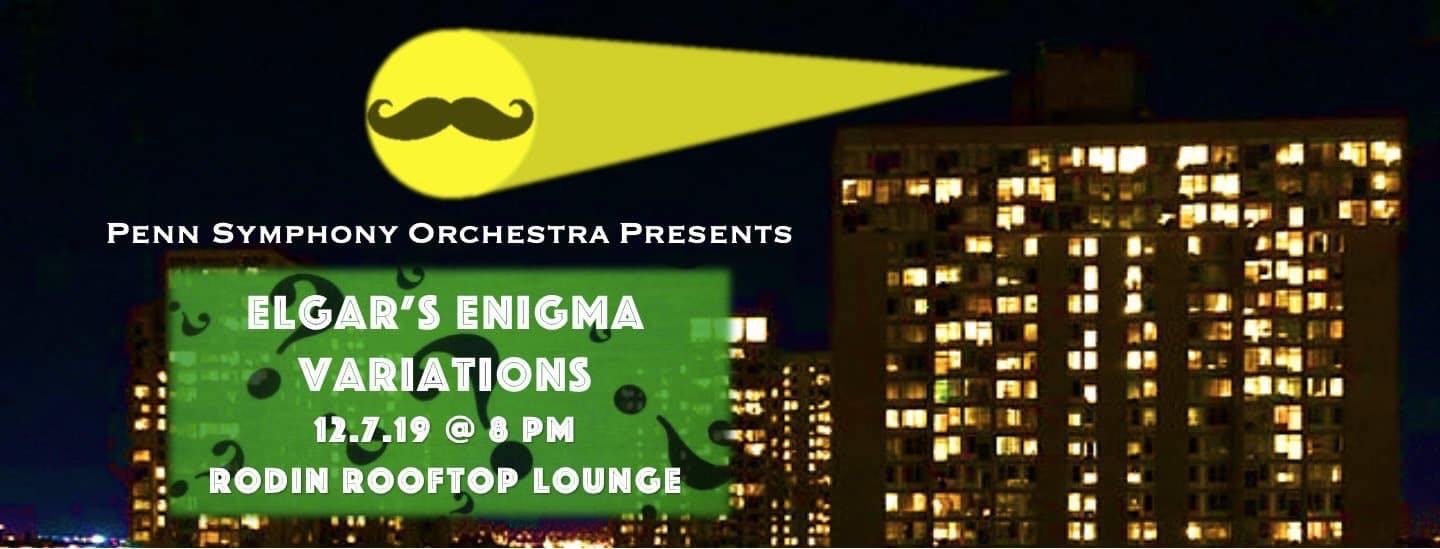 Penn Symphony Orchestra Presents
ELGAR'S ENIGMA
VARIATIONS
12.7.19 @ 8 PM
RODIN ROOFTOP LOUNGE